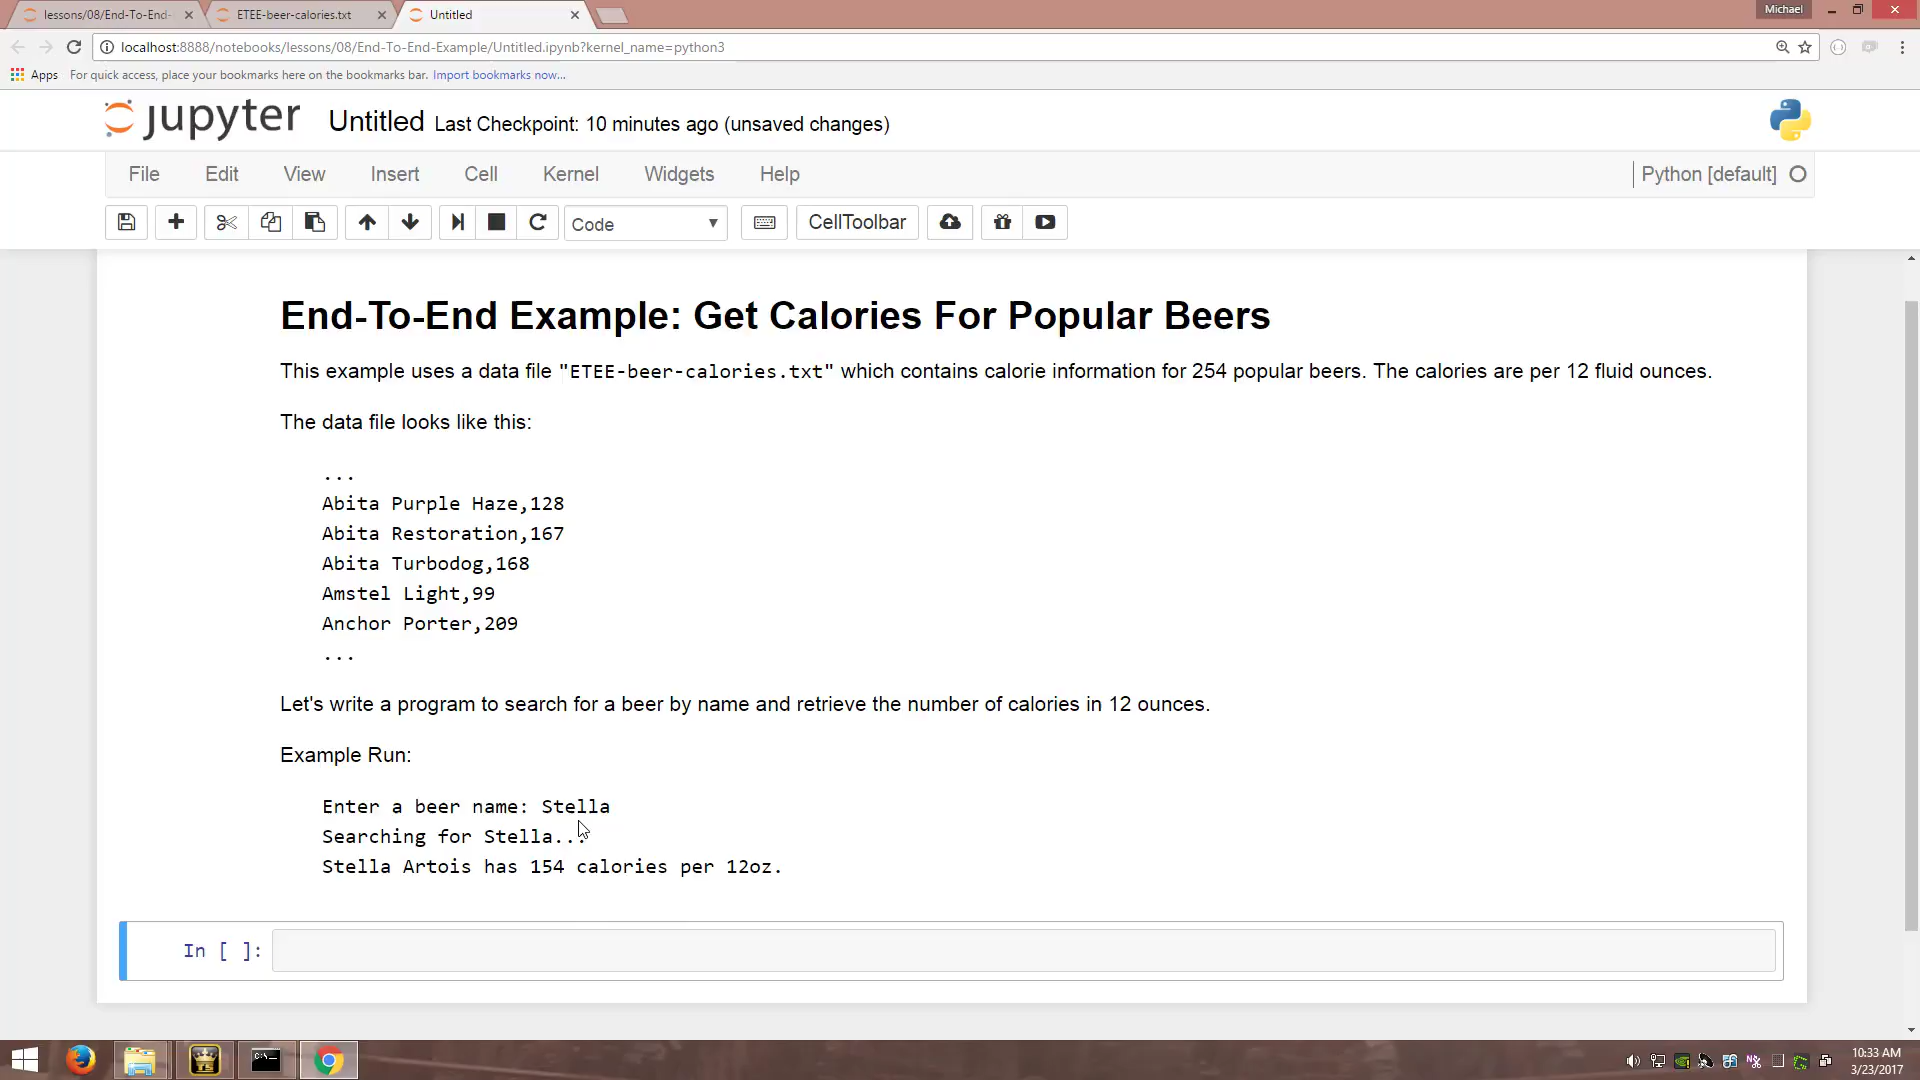 lessons/08/End-To-End-
ETEE-beer-calories.txt
Untitled
Michael
localhost:8888/notebooks/lessons/08/End-To-End-Example/Untitled.ipynb?kernel_name=python3
Apps For quick access, place your bookmarks here on the bookmarks bar. Import bookmarks now...
jupyter Untitled Last Checkpoint: 10 minutes ago (unsaved changes)
File Edit View Insert Cell Kernel Widgets Help Python [default]
Code CellToolbar
End-To-End Example: Get Calories For Popular Beers
This example uses a data file "ETEE-beer-calories.txt" which contains calorie information for 254 popular beers. The calories are per 12 fluid ounces.
The data file looks like this:
...
Abita Purple Haze,128
Abita Restoration,167
Abita Turbodog,168
Amstel Light,99
Anchor Porter,209
...
Let's write a program to search for a beer by name and retrieve the number of calories in 12 ounces.
Example Run:
Enter a beer name: Stella
Searching for Stella...
Stella Artois has 154 calories per 12oz.
In [ ]:
10:33 AM
3/23/2017